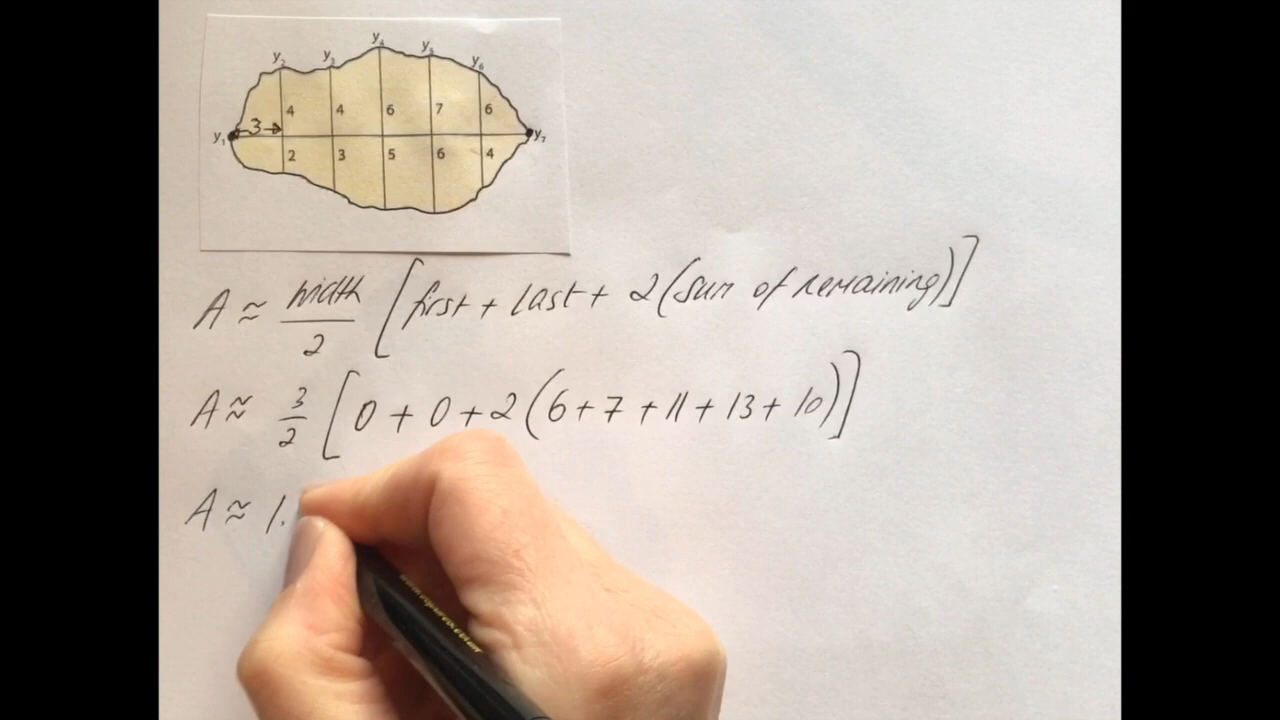 y₄
y₂ y₃ y₅ y₆
4 4 6 7 6
y₁ ←3→ y₇
2 3 5 6 4
A ≈ width/2 [first + last + 2(sum of remaining)]
A ≈ 3/2 [0 + 0 + 2(6 + 7 + 11 + 13 + 10)]
A ≈ 1.